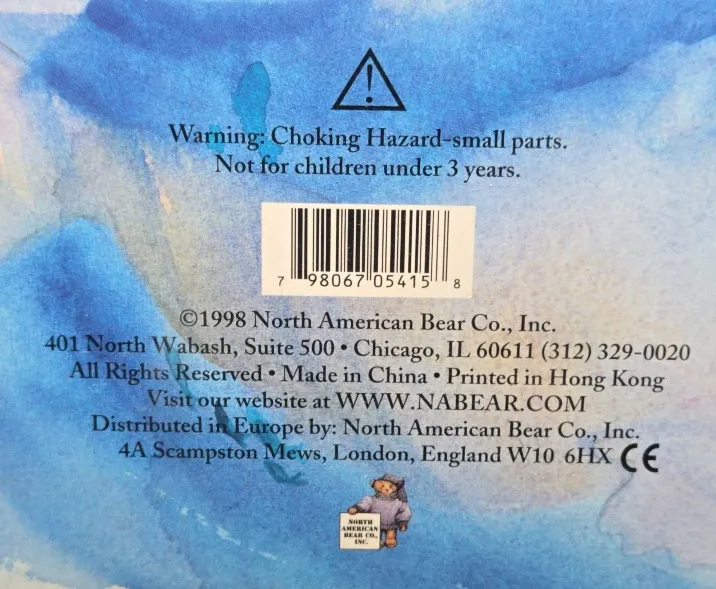 Warning: Choking Hazard-small parts.
Not for children under 3 years.
7 98067 05415 8
©1998 North American Bear Co., Inc.
401 North Wabash, Suite 500 • Chicago, IL 60611 (312) 329-0020
All Rights Reserved • Made in China • Printed in Hong Kong
Visit our website at WWW.NABEAR.COM
Distributed in Europe by: North American Bear Co., Inc.
4A Scampston Mews, London, England W10 6HX CE
NORTH
AMERICAN
BEAR CO.,
INC.